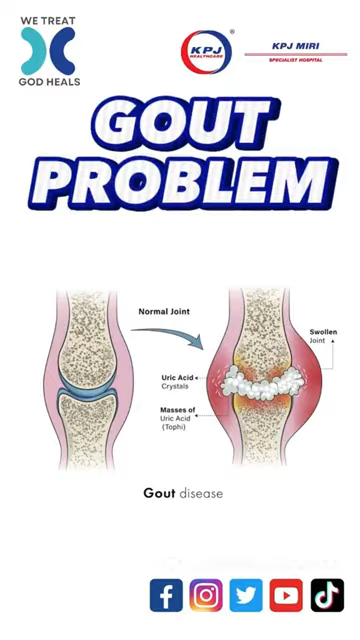 WE TREAT
GOD HEALS
KPJ
HEALTHCARE
KPJ MIRI
SPECIALIST HOSPITAL
GOUT
PROBLEM
Normal Joint
Swollen
Joint
Uric Acid
Crystals
Masses of
Uric Acid
(Tophi)
Gout disease